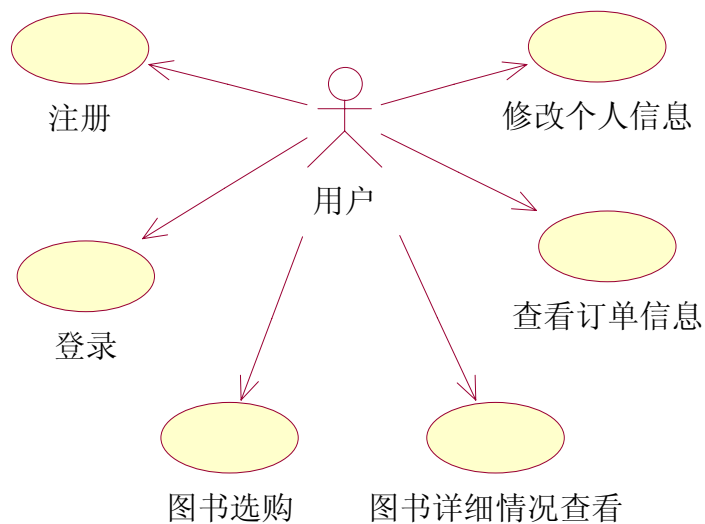 注册
修改个人信息
用户
查看订单信息
登录
图书选购
图书详细情况查看